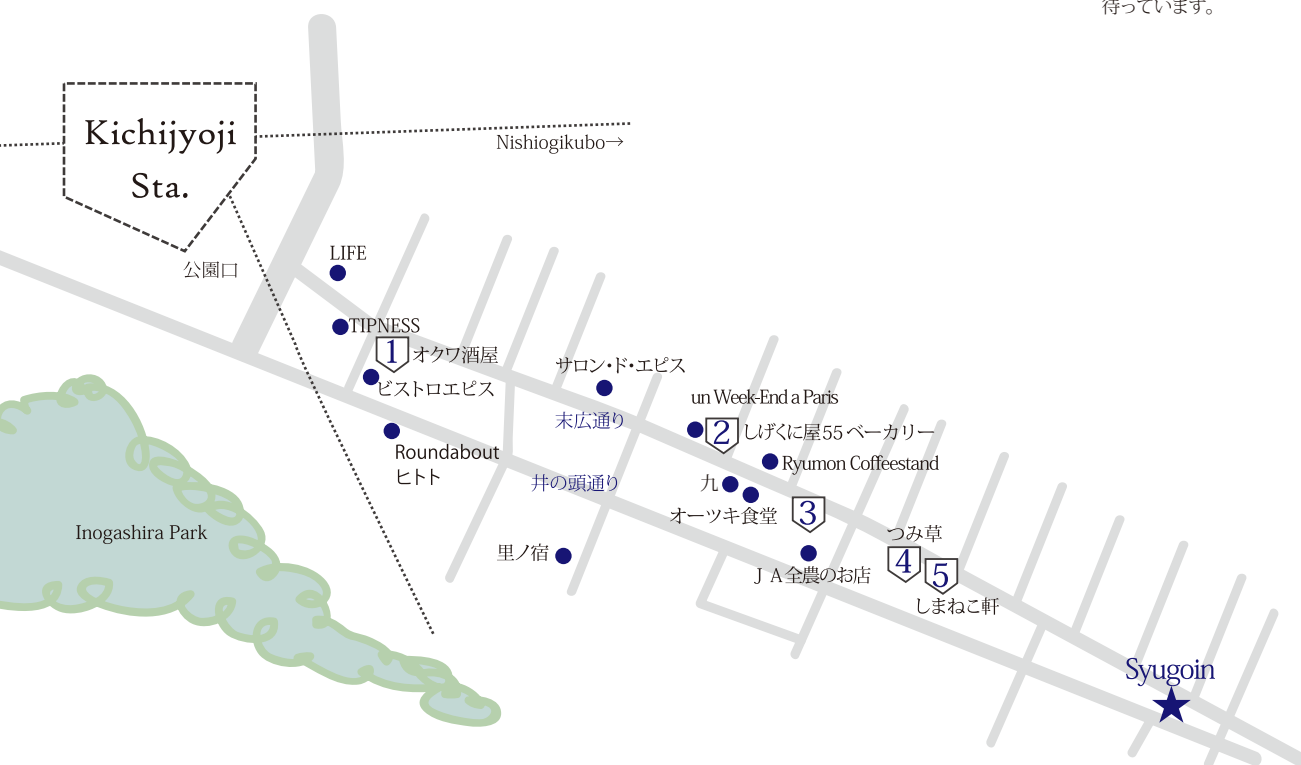 待っています。
Kichijyoji
Sta.
Nishiogikubo→
公園口
LIFE
TIPNESS
1
オクワ酒屋
ビストロエピス
サロン・ド・エピス
末広通り
un Week-End a Paris
2
しげくに屋55ベーカリー
Roundabout
ヒトト
Ryumon Coffeestand
井の頭通り
九
オーツキ食堂
3
Inogashira Park
里ノ宿
つみ草
4
5
ＪＡ全農のお店
しまねこ軒
Syugoin